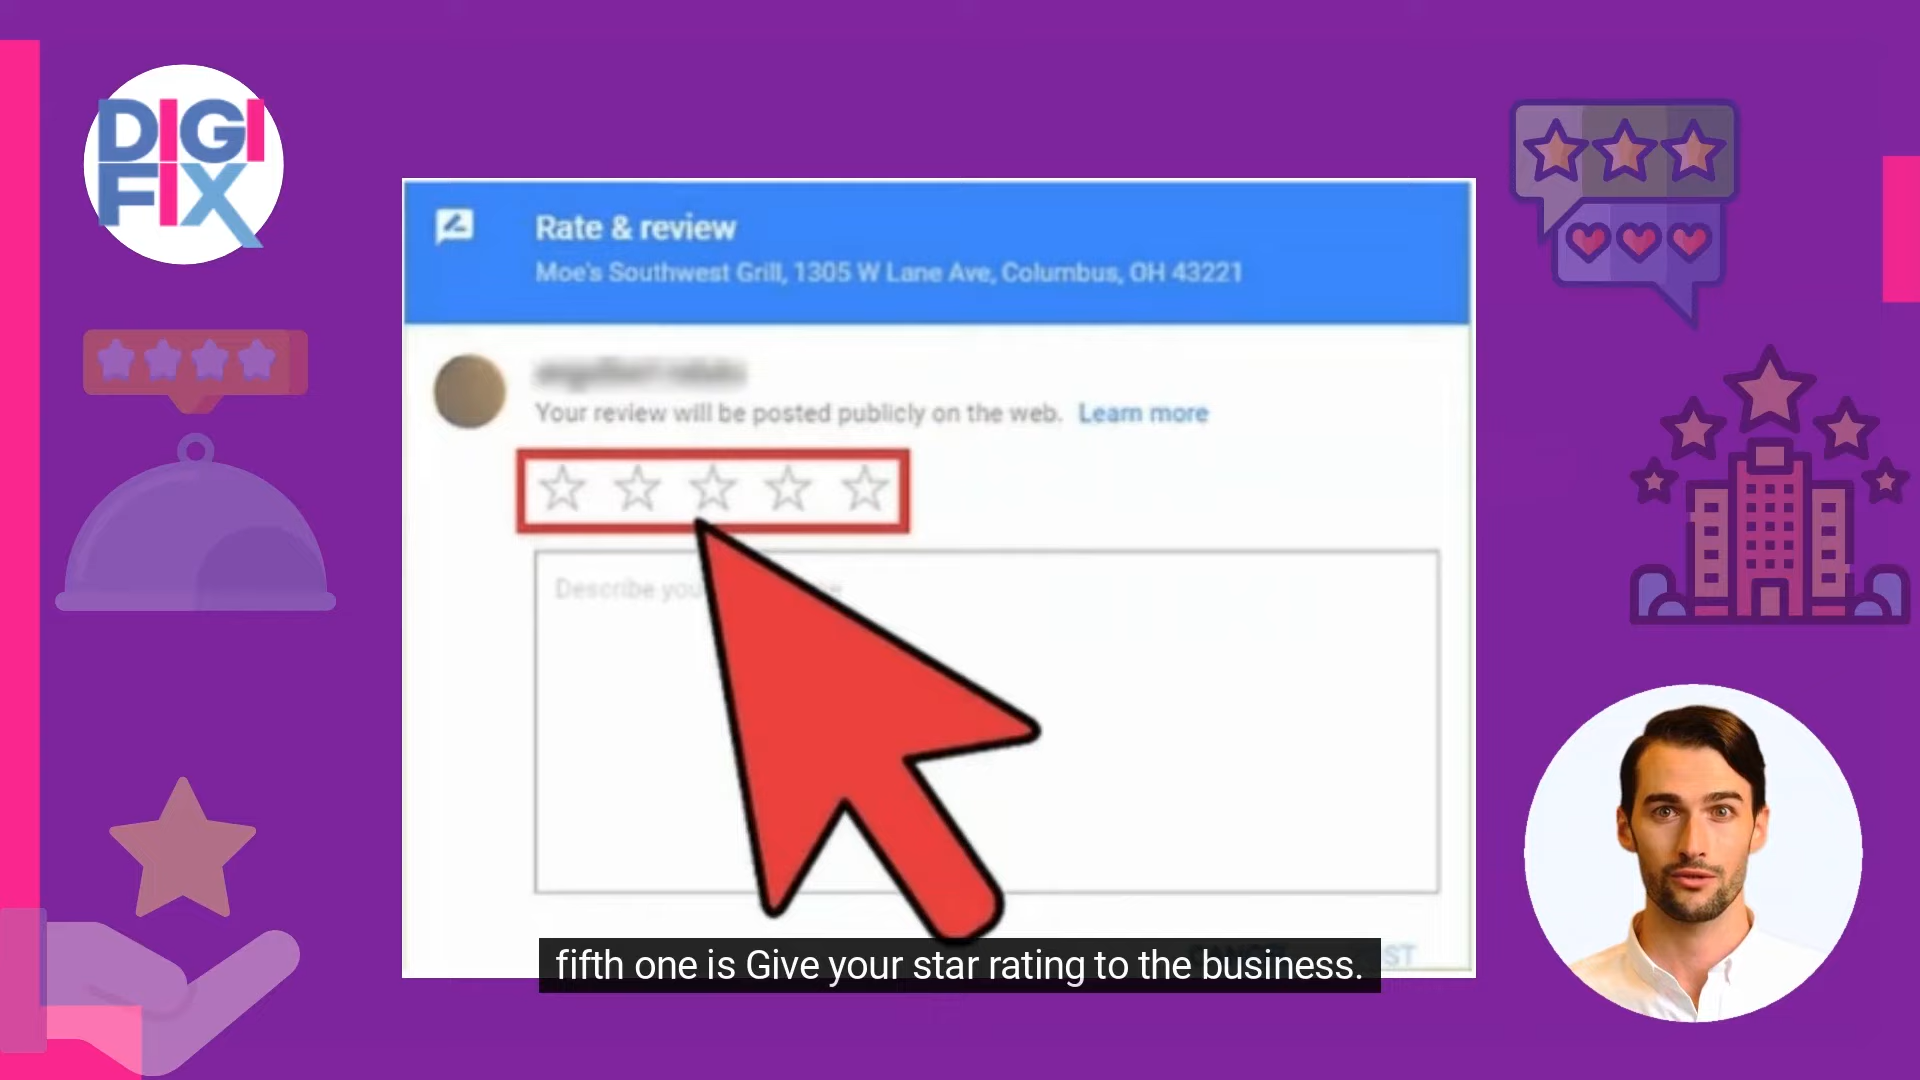 DIGI
FIX
Rate & review
Moe's Southwest Grill, 1305 W Lane Ave, Columbus, OH 43221
Your review will be posted publicly on the web. Learn more
Describe
fifth one is Give your star rating to the business.